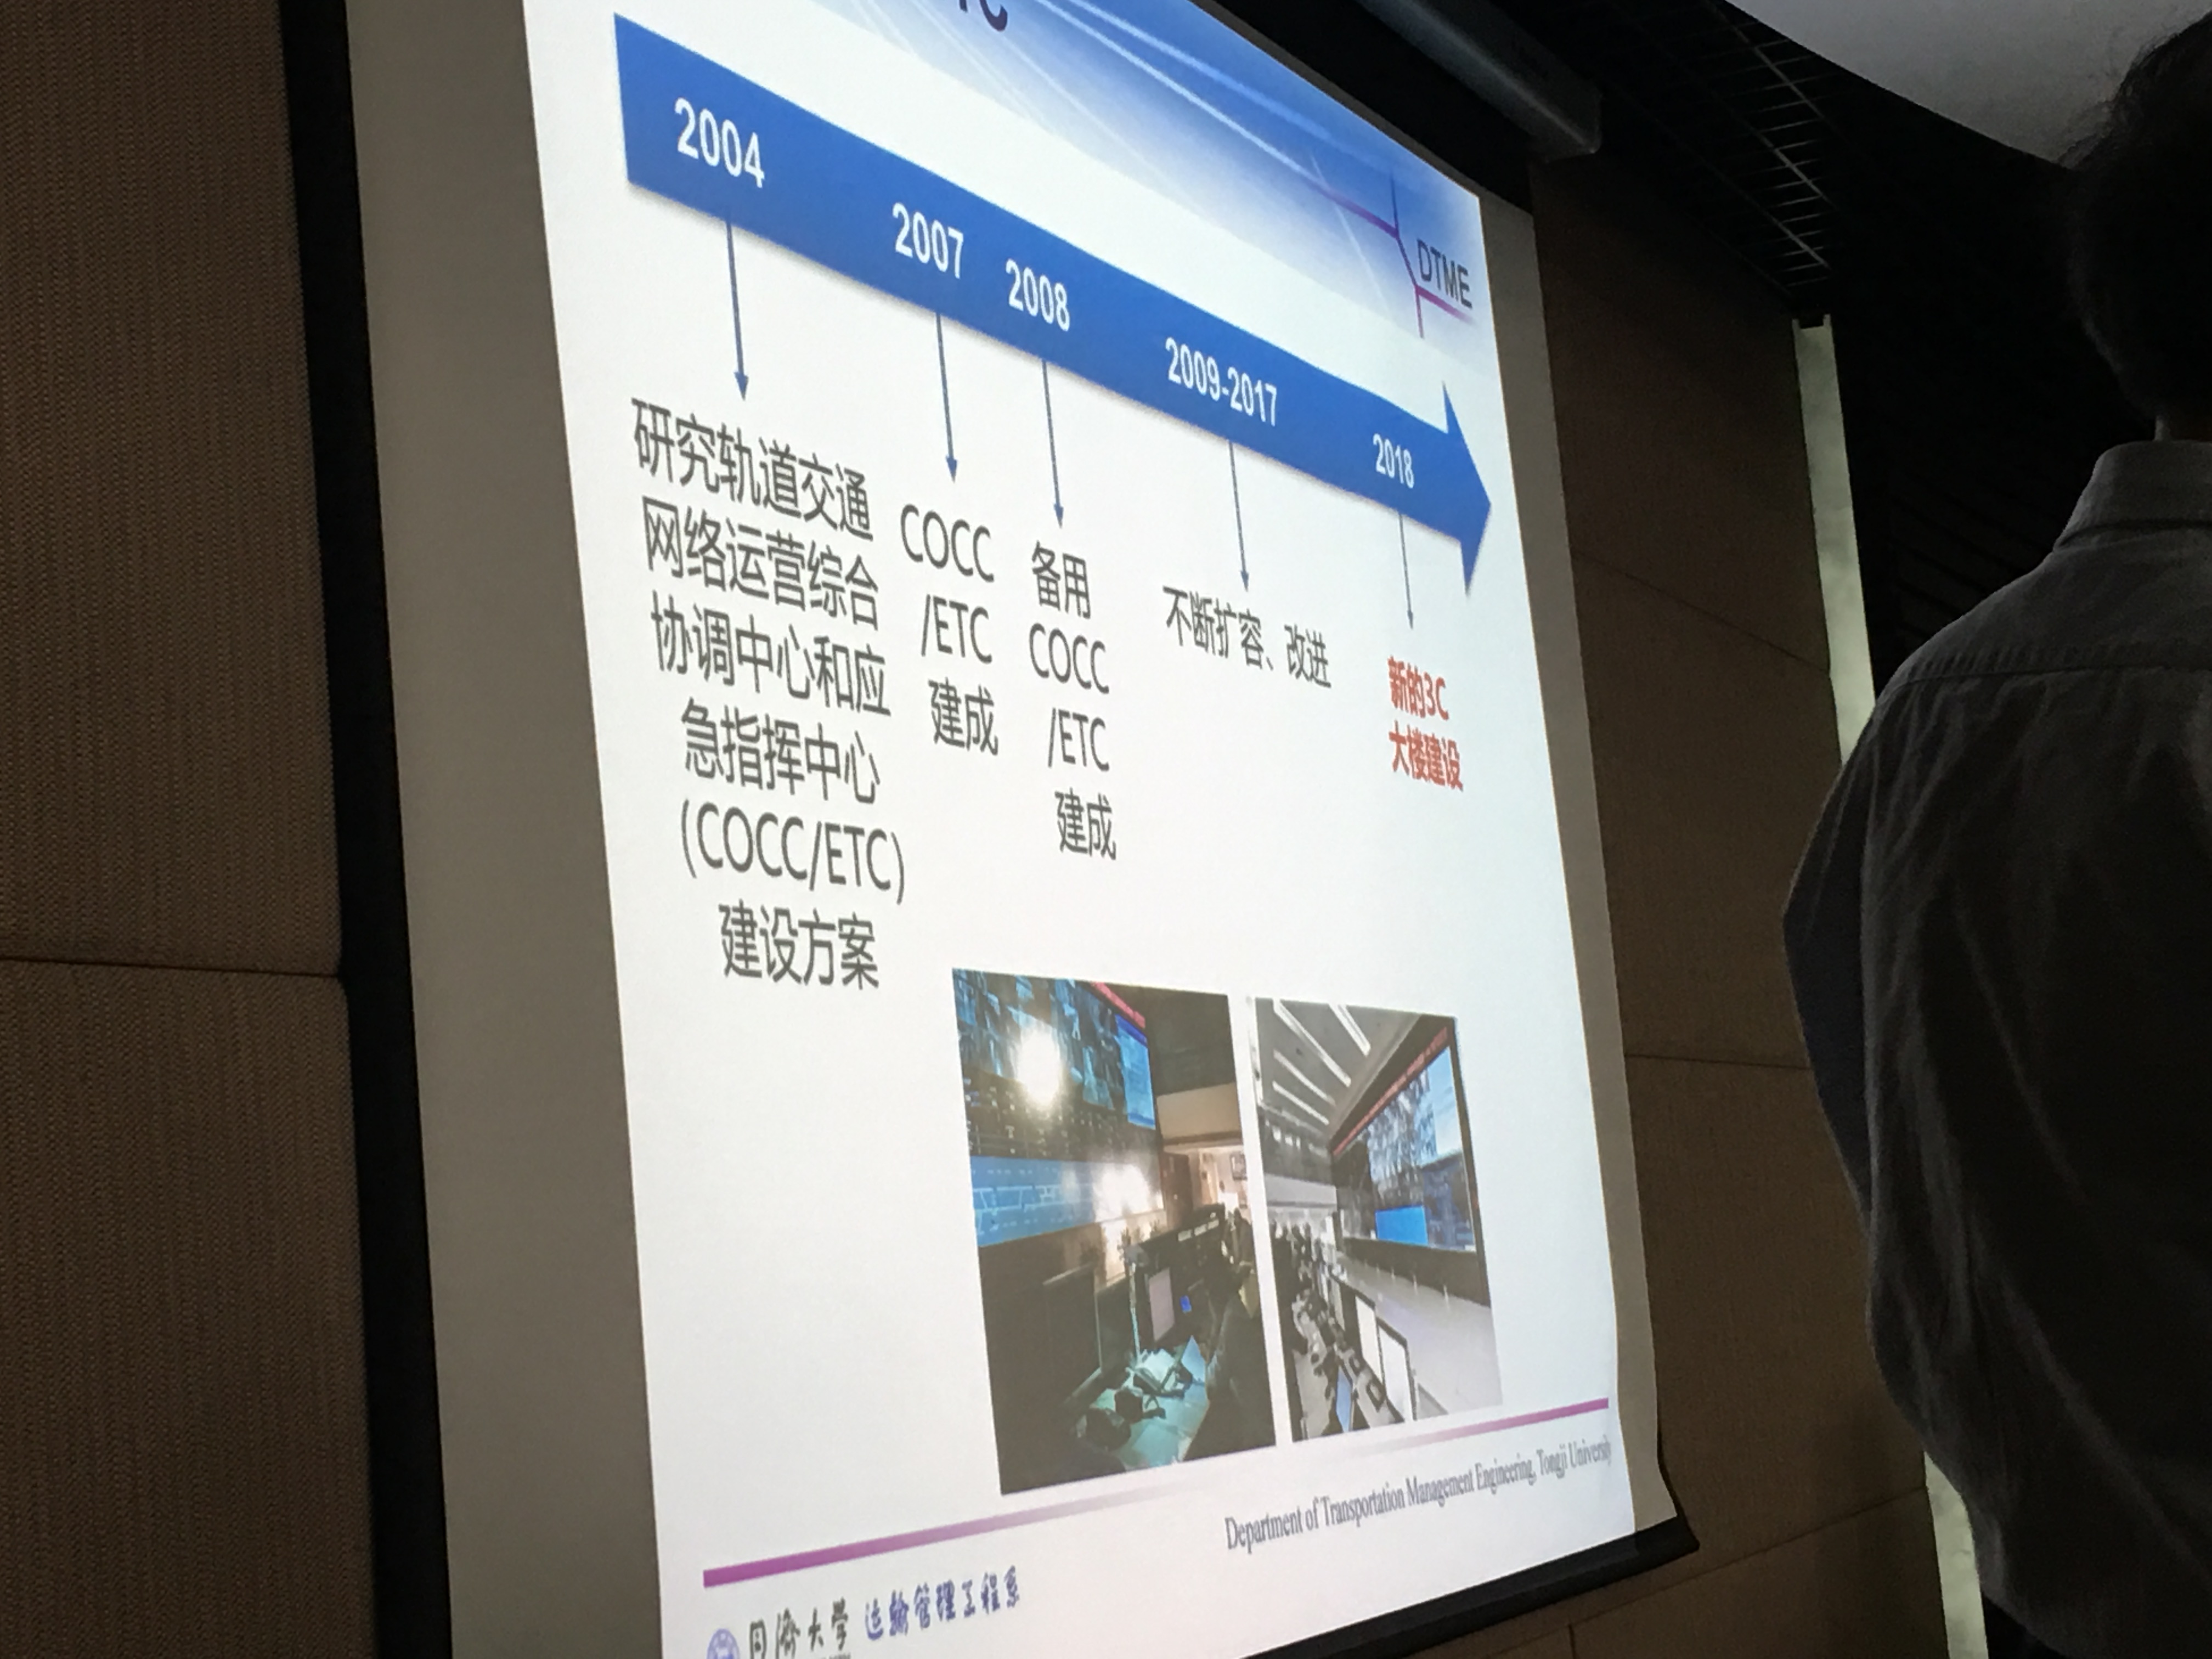 TC
DTME
2004
2007
2008
2009-2017
2018
研究轨道交通
网络运营综合
协调中心和应
急指挥中心
(COCC/ETC)
建设方案
COCC
/ETC
建成
备用
COCC
/ETC
建成
不断扩容、改进
新的3C
大楼建设
Department of Transportation Management Engineering, Tongji University
同济大学 运输管理工程系